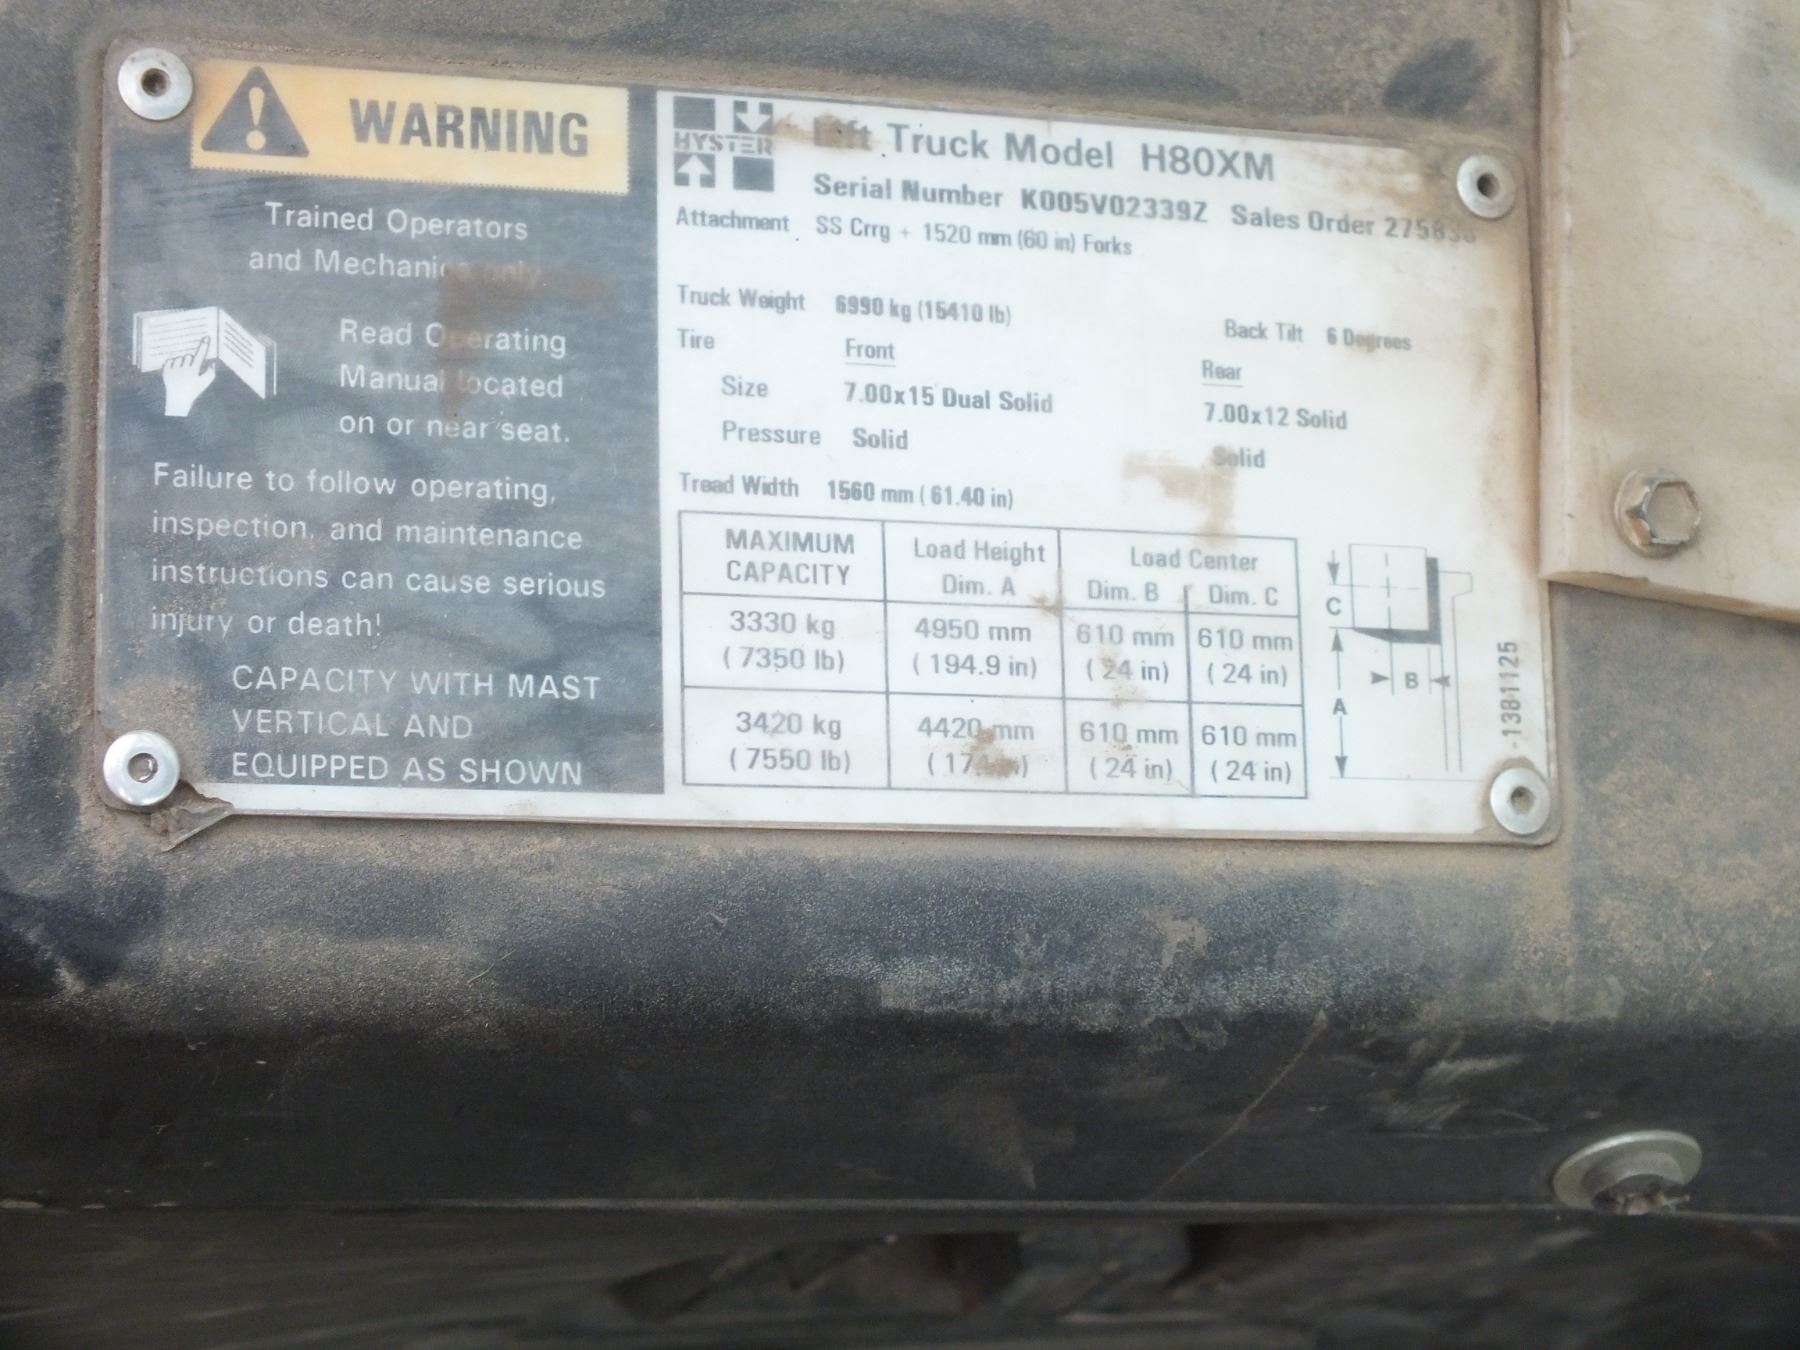 WARNING
Trained Operators
and Mechanics only
Read Operating
Manual located
on or near seat.
Failure to follow operating,
inspection, and maintenance
instructions can cause serious
injury or death!
CAPACITY WITH MAST
VERTICAL AND
EQUIPPED AS SHOWN
HYSTER
Lift Truck Model H80XM
Serial Number K005V02339Z Sales Order
Attachment SS Crrg + 1520 mm (60 in) Forks
Truck Weight 6990 kg (15410 lb) Back Tilt 6 Degrees
Tire Front Rear
Size 7.00x15 Dual Solid 7.00x12 Solid
Pressure Solid Solid
Tread Width 1560 mm ( 61.40 in)
MAXIMUM CAPACITY Load Height Dim. A Load Center Dim. B Dim. C
3330 kg 4950 mm 610 mm 610 mm
( 7350 lb) ( 194.9 in) ( 24 in) ( 24 in)
3420 kg 4420 mm 610 mm 610 mm
( 7550 lb) ( 24 in) ( 24 in)
C
B
A
-1381125